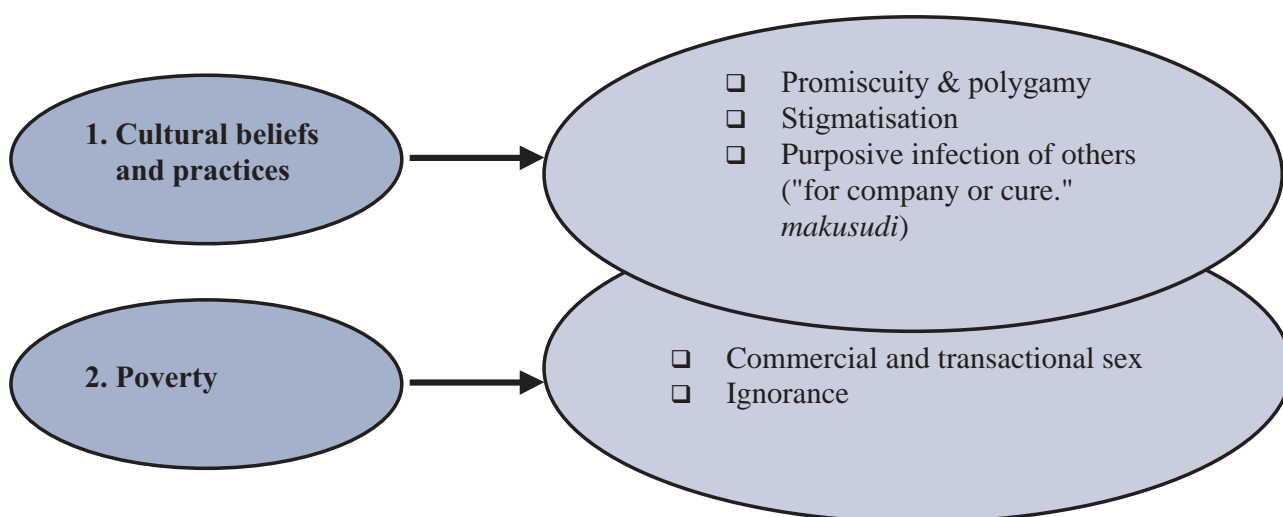 1. Cultural beliefs
and practices
❑ Promiscuity & polygamy
❑ Stigmatisation
❑ Purposive infection of others
("for company or cure."
makusudi)
2. Poverty
❑ Commercial and transactional sex
❑ Ignorance